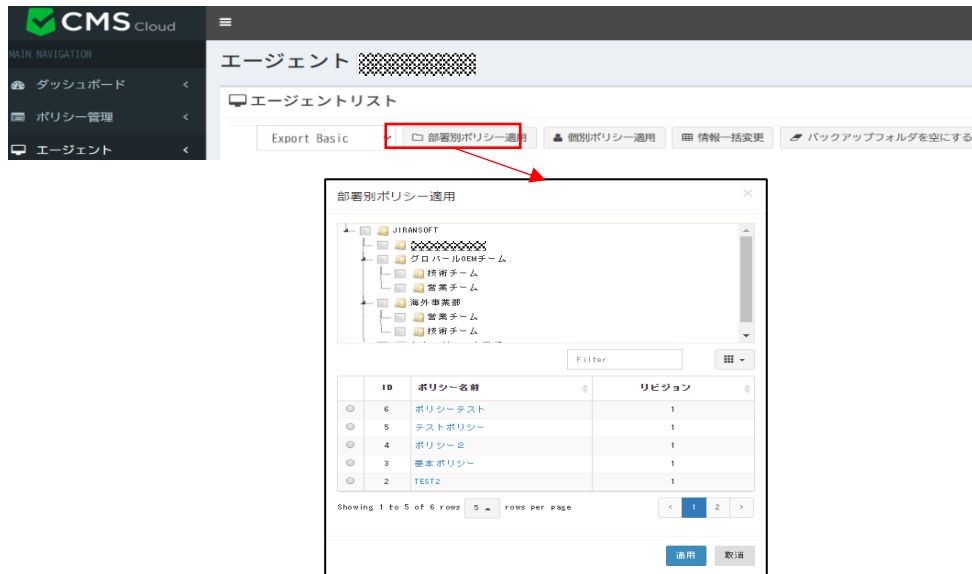 CMS Cloud
MAIN NAVIGATION
ダッシュボード
ポリシー管理
エージェント
エージェント
エージェントリスト
Export Basic
部署別ポリシー適用
個別ポリシー適用
情報一括変更
バックアップフォルダを空にする
部署別ポリシー適用
×
JIRANSOFT
グロバールOEMチーム
技術チーム
営業チーム
海外事業部
営業チーム
技術チーム
Filter
ID ポリシー名前 リビジョン
6 ポリシーテスト 1
5 テストポリシー 1
4 ポリシー2 1
3 基本ポリシー 1
2 TEST2 1
Showing 1 to 5 of 6 rows 5 rows per page
< 1 2 >
適用 取消